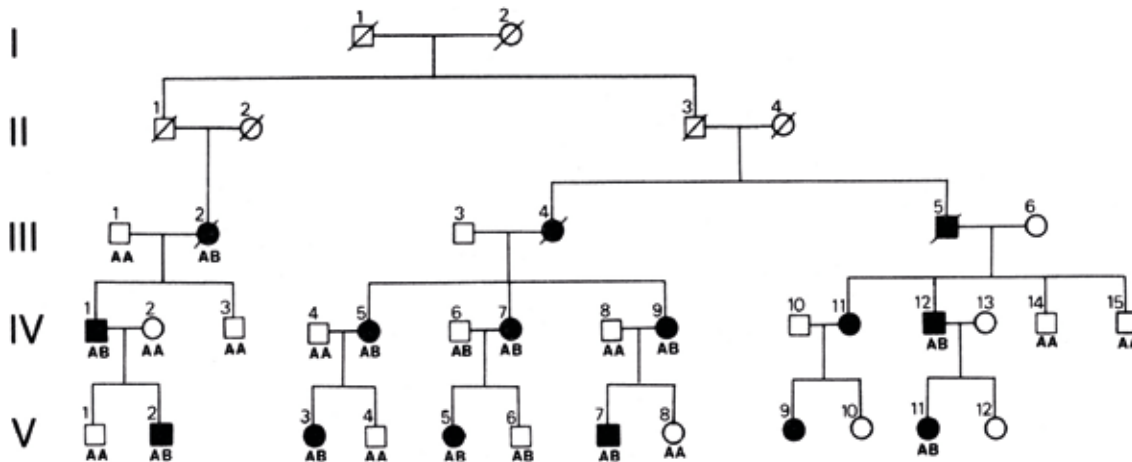 I
1 2
II
1 2 3 4
III
1 2 3 4 5 6
AA AB
IV
1 2 3 4 5 6 7 8 9 10 11 12 13 14 15
AB AA AA AA AB AB AB AA AB AB AA AA
V
1 2 3 4 5 6 7 8 9 10 11 12
AA AB AB AA AB AB AB AA AB